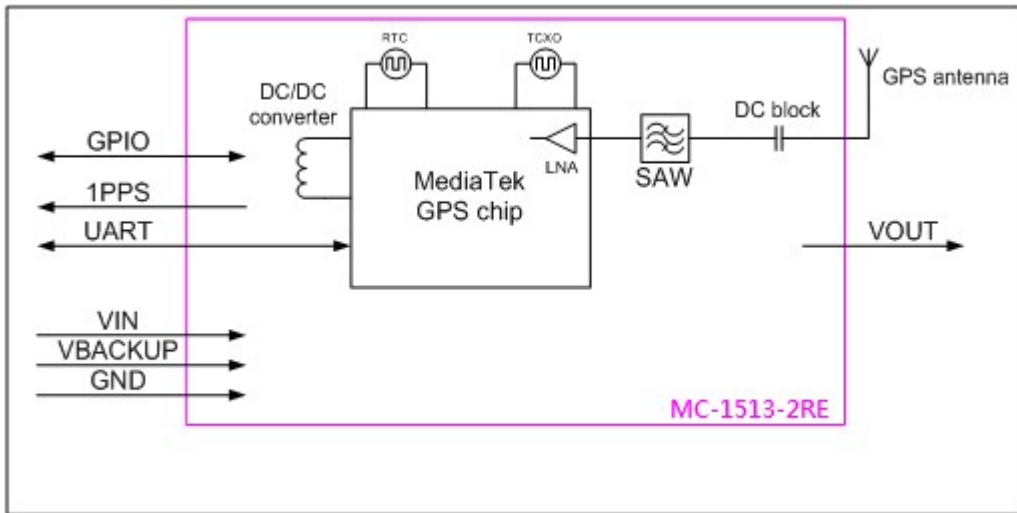 RTC
TCXO
GPS antenna
DC/DC
converter
DC block
GPIO
LNA
SAW
MediaTek
GPS chip
1PPS
UART
VOUT
VIN
VBACKUP
GND
MC-1513-2RE